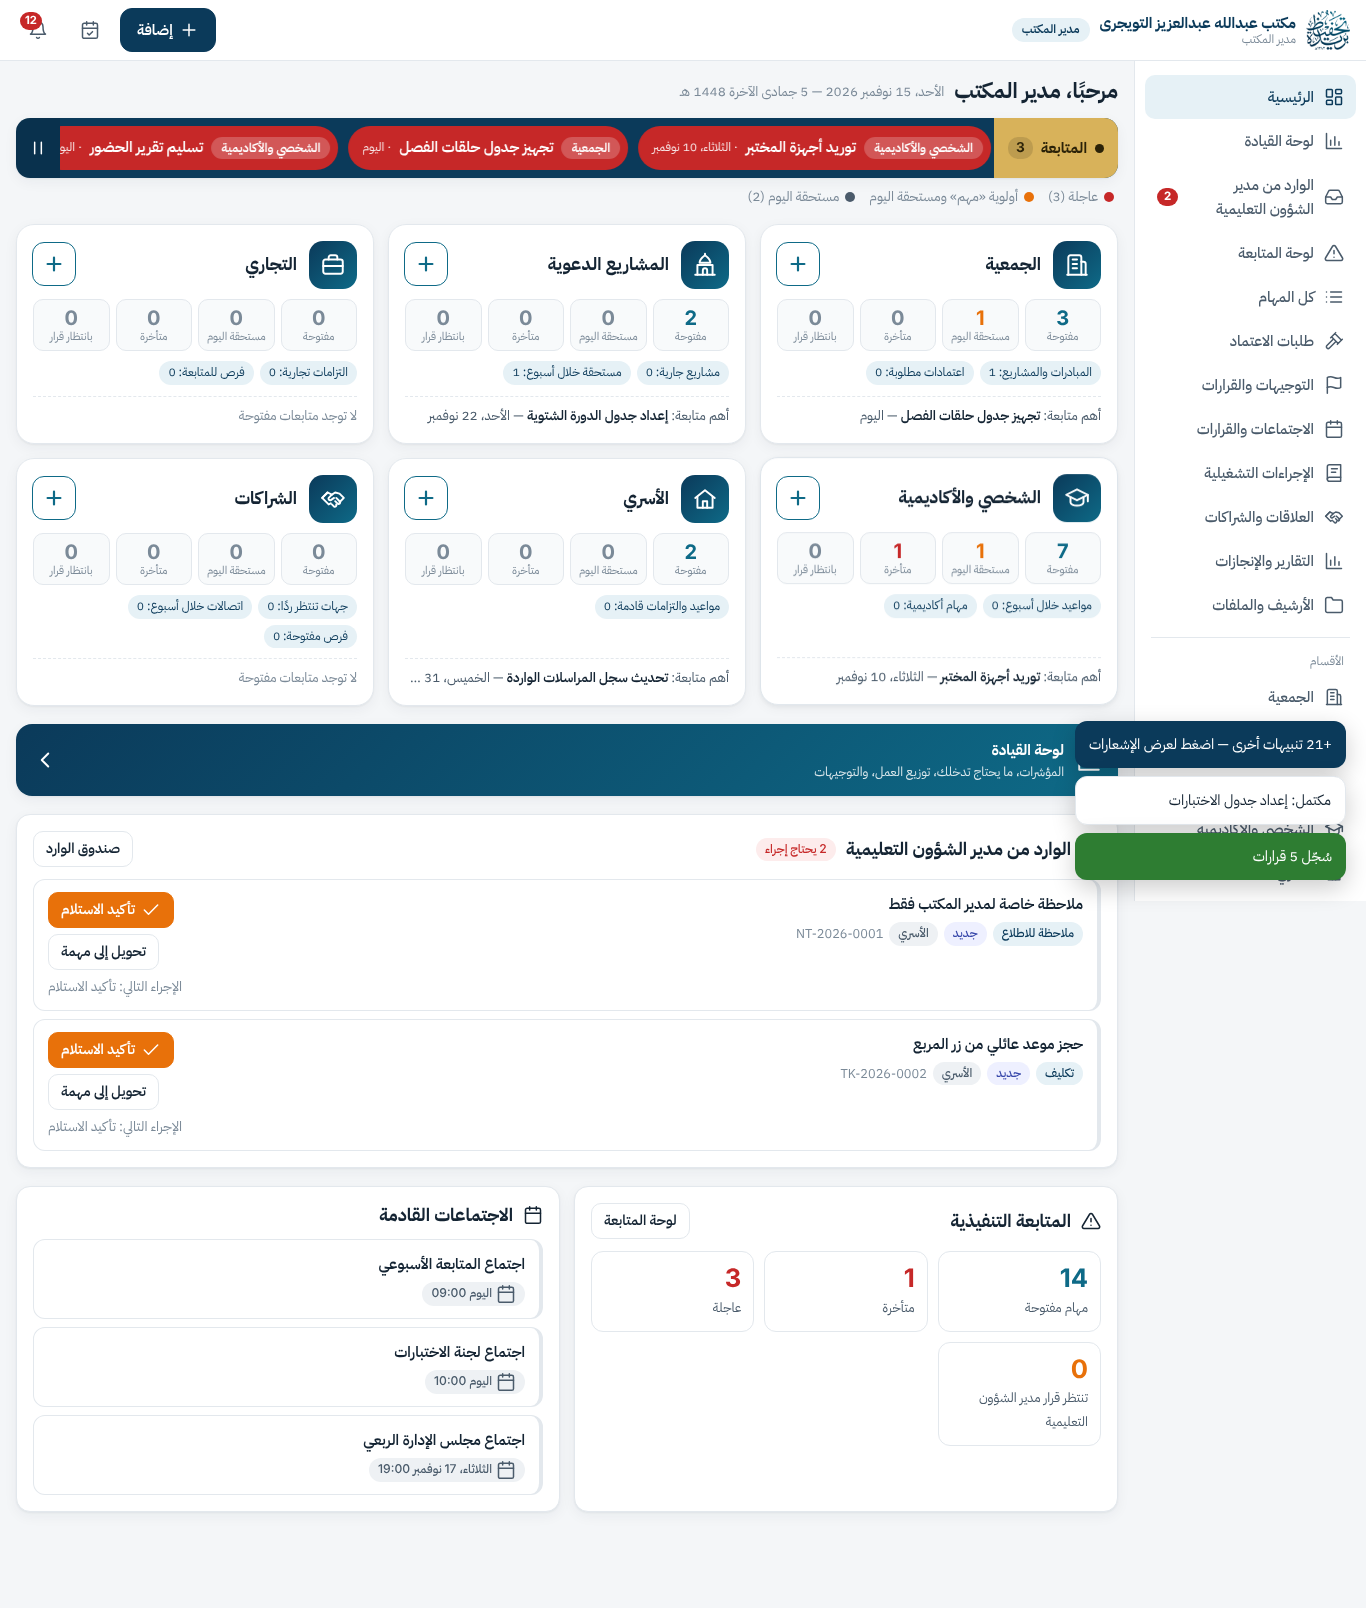 مكتب عبدالله عبدالعزيز التويجري
مدير المكتب
مدير المكتب
إضافة
12
الرئيسية
لوحة القيادة
الوارد من مدير
الشؤون التعليمية
2
لوحة المتابعة
كل المهام
طلبات الاعتماد
التوجيهات والقرارات
الاجتماعات والقرارات
الإجراءات التشغيلية
العلاقات والشراكات
التقارير والإنجازات
الأرشيف والملفات
الأقسام
الجمعية
الشخصي والأكاديمية
مرحبًا، مدير المكتب
الأحد، 15 نوفمبر 2026 — 5 جمادى الآخرة 1448 هـ
المتابعة 3
الشخصي والأكاديمية توريد أجهزة المختبر · الثلاثاء، 10 نوفمبر
الجمعية تجهيز جدول حلقات الفصل · اليوم
الشخصي والأكاديمية تسليم تقرير الحضور
عاجلة (3) أولوية «مهم» ومستحقة اليوم مستحقة اليوم (2)
الجمعية
3 مفتوحة
1 مستحقة اليوم
0 متأخرة
0 بانتظار قرار
المبادرات والمشاريع: 1 اعتمادات مطلوبة: 0
أهم متابعة: تجهيز جدول حلقات الفصل — اليوم
المشاريع الدعوية
2 مفتوحة
0 مستحقة اليوم
0 متأخرة
0 بانتظار قرار
مشاريع جارية: 0 مستحقة خلال أسبوع: 1
أهم متابعة: إعداد جدول الدورة الشتوية — الأحد، 22 نوفمبر
التجاري
0 مفتوحة
0 مستحقة اليوم
0 متأخرة
0 بانتظار قرار
التزامات تجارية: 0 فرص للمتابعة: 0
لا توجد متابعات مفتوحة
الشخصي والأكاديمية
7 مفتوحة
1 مستحقة اليوم
1 متأخرة
0 بانتظار قرار
مواعيد خلال أسبوع: 0 مهام أكاديمية: 0
أهم متابعة: توريد أجهزة المختبر — الثلاثاء، 10 نوفمبر
الأسري
2 مفتوحة
0 مستحقة اليوم
0 متأخرة
0 بانتظار قرار
مواعيد والتزامات قادمة: 0
أهم متابعة: تحديث سجل المراسلات الواردة — الخميس، 31 ...
الشراكات
0 مفتوحة
0 مستحقة اليوم
0 متأخرة
0 بانتظار قرار
جهات تنتظر ردًا: 0 اتصالات خلال أسبوع: 0
فرص مفتوحة: 0
لا توجد متابعات مفتوحة
لوحة القيادة
المؤشرات، ما يحتاج تدخلك، توزيع العمل، والتوجيهات
+21 تنبيهات أخرى — اضغط لعرض الإشعارات
مكتمل: إعداد جدول الاختبارات
سُجّل 5 قرارات
الوارد من مدير الشؤون التعليمية 2 يحتاج إجراء
صندوق الوارد
ملاحظة خاصة لمدير المكتب فقط
ملاحظة للاطلاع جديد الأسري NT-2026-0001
تأكيد الاستلام
تحويل إلى مهمة
الإجراء التالي: تأكيد الاستلام
حجز موعد عائلي من زر المربع
تكليف جديد الأسري TK-2026-0002
تأكيد الاستلام
تحويل إلى مهمة
الإجراء التالي: تأكيد الاستلام
المتابعة التنفيذية
لوحة المتابعة
14 مهام مفتوحة
1 متأخرة
3 عاجلة
0
تنتظر قرار مدير الشؤون
التعليمية
الاجتماعات القادمة
اجتماع المتابعة الأسبوعي
اليوم 09:00
اجتماع لجنة الاختبارات
اليوم 10:00
اجتماع مجلس الإدارة الربعي
الثلاثاء، 17 نوفمبر 19:00